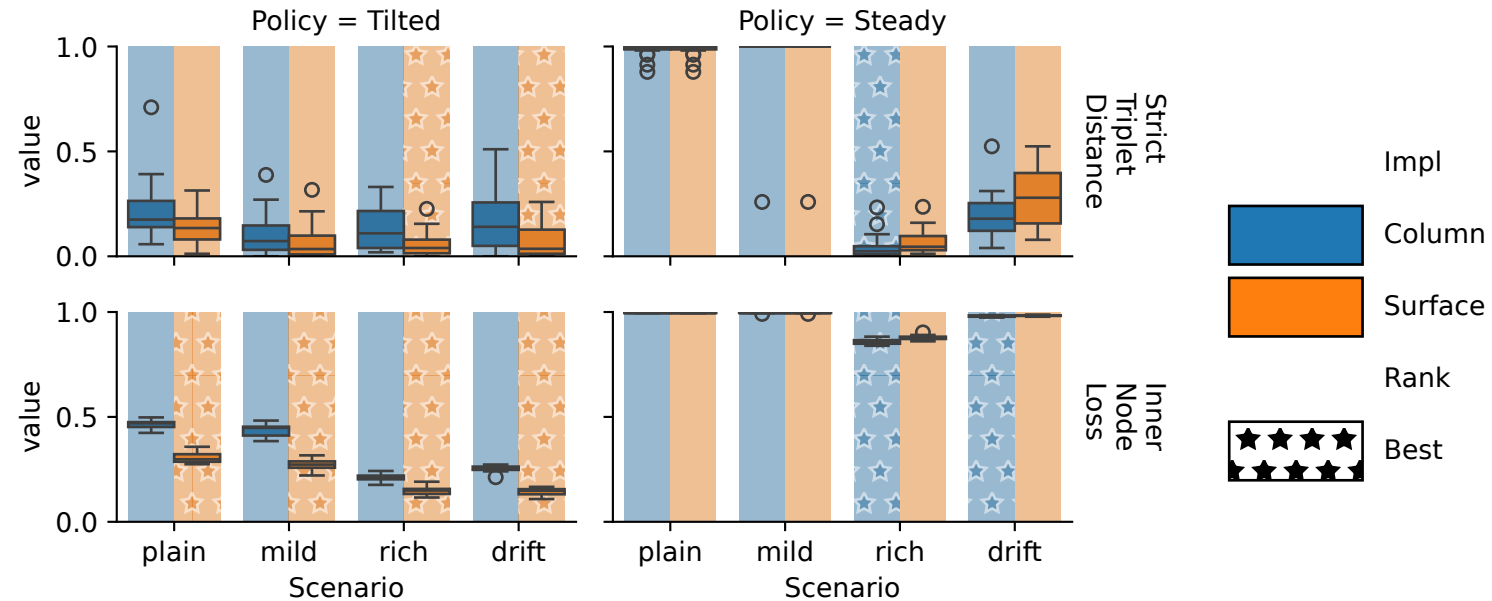 Policy = Tilted
Policy = Steady
value
1.0
0.5
0.0
Strict
Triplet
Distance
value
1.0
0.5
0.0
Inner
Node
Loss
plain
mild
rich
drift
plain
mild
rich
drift
Scenario
Scenario
Impl
Column
Surface
Rank
Best